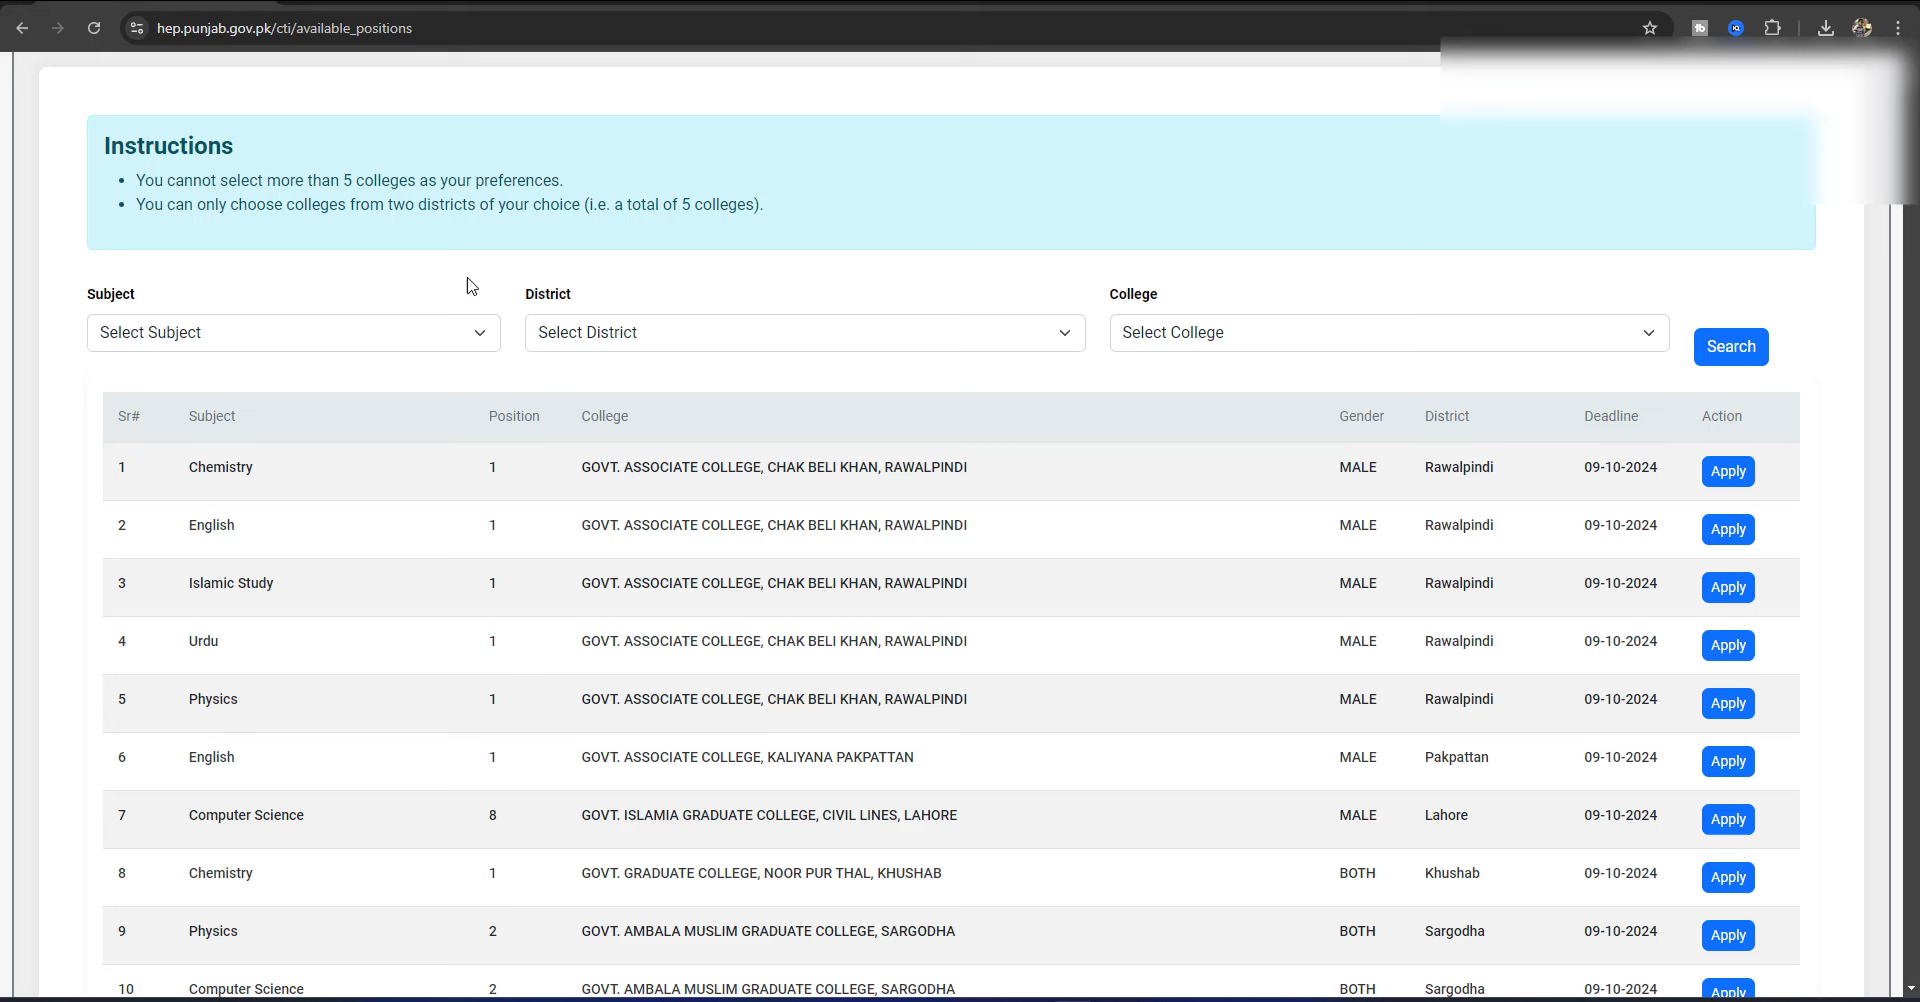 hep.punjab.gov.pk/cti/available_positions
Instructions
• You cannot select more than 5 colleges as your preferences.
• You can only choose colleges from two districts of your choice (i.e. a total of 5 colleges).
Subject District College
Select Subject Select District Select College Search
Sr# Subject Position College Gender District Deadline Action
1 Chemistry 1 GOVT. ASSOCIATE COLLEGE, CHAK BELI KHAN, RAWALPINDI MALE Rawalpindi 09-10-2024 Apply
2 English 1 GOVT. ASSOCIATE COLLEGE, CHAK BELI KHAN, RAWALPINDI MALE Rawalpindi 09-10-2024 Apply
3 Islamic Study 1 GOVT. ASSOCIATE COLLEGE, CHAK BELI KHAN, RAWALPINDI MALE Rawalpindi 09-10-2024 Apply
4 Urdu 1 GOVT. ASSOCIATE COLLEGE, CHAK BELI KHAN, RAWALPINDI MALE Rawalpindi 09-10-2024 Apply
5 Physics 1 GOVT. ASSOCIATE COLLEGE, CHAK BELI KHAN, RAWALPINDI MALE Rawalpindi 09-10-2024 Apply
6 English 1 GOVT. ASSOCIATE COLLEGE, KALIYANA PAKPATTAN MALE Pakpattan 09-10-2024 Apply
7 Computer Science 8 GOVT. ISLAMIA GRADUATE COLLEGE, CIVIL LINES, LAHORE MALE Lahore 09-10-2024 Apply
8 Chemistry 1 GOVT. GRADUATE COLLEGE, NOOR PUR THAL, KHUSHAB BOTH Khushab 09-10-2024 Apply
9 Physics 2 GOVT. AMBALA MUSLIM GRADUATE COLLEGE, SARGODHA BOTH Sargodha 09-10-2024 Apply
10 Computer Science 2 GOVT. AMBALA MUSLIM GRADUATE COLLEGE, SARGODHA BOTH Sargodha 09-10-2024 Apply